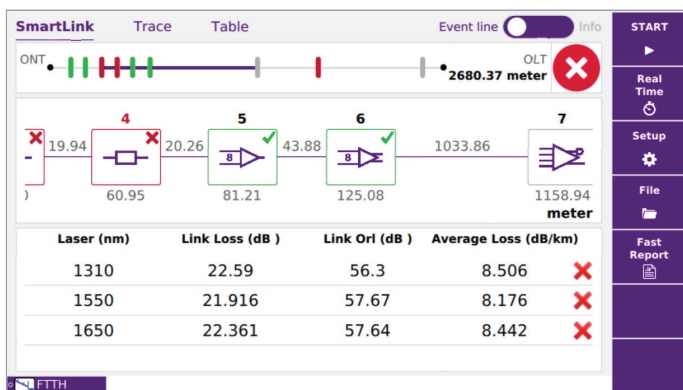 SmartLink Trace Table Event line Info
ONT OLT
2680.37 meter
4 5 6 7
19.94 20.26 43.88 1033.86
8 8
60.95 81.21 125.08 1158.94
meter
Laser (nm) Link Loss (dB ) Link Orl (dB ) Average Loss (dB/km)
1310 22.59 56.3 8.506
1550 21.916 57.67 8.176
1650 22.361 57.64 8.442
FTTH
START
Real
Time
Setup
File
Fast
Report